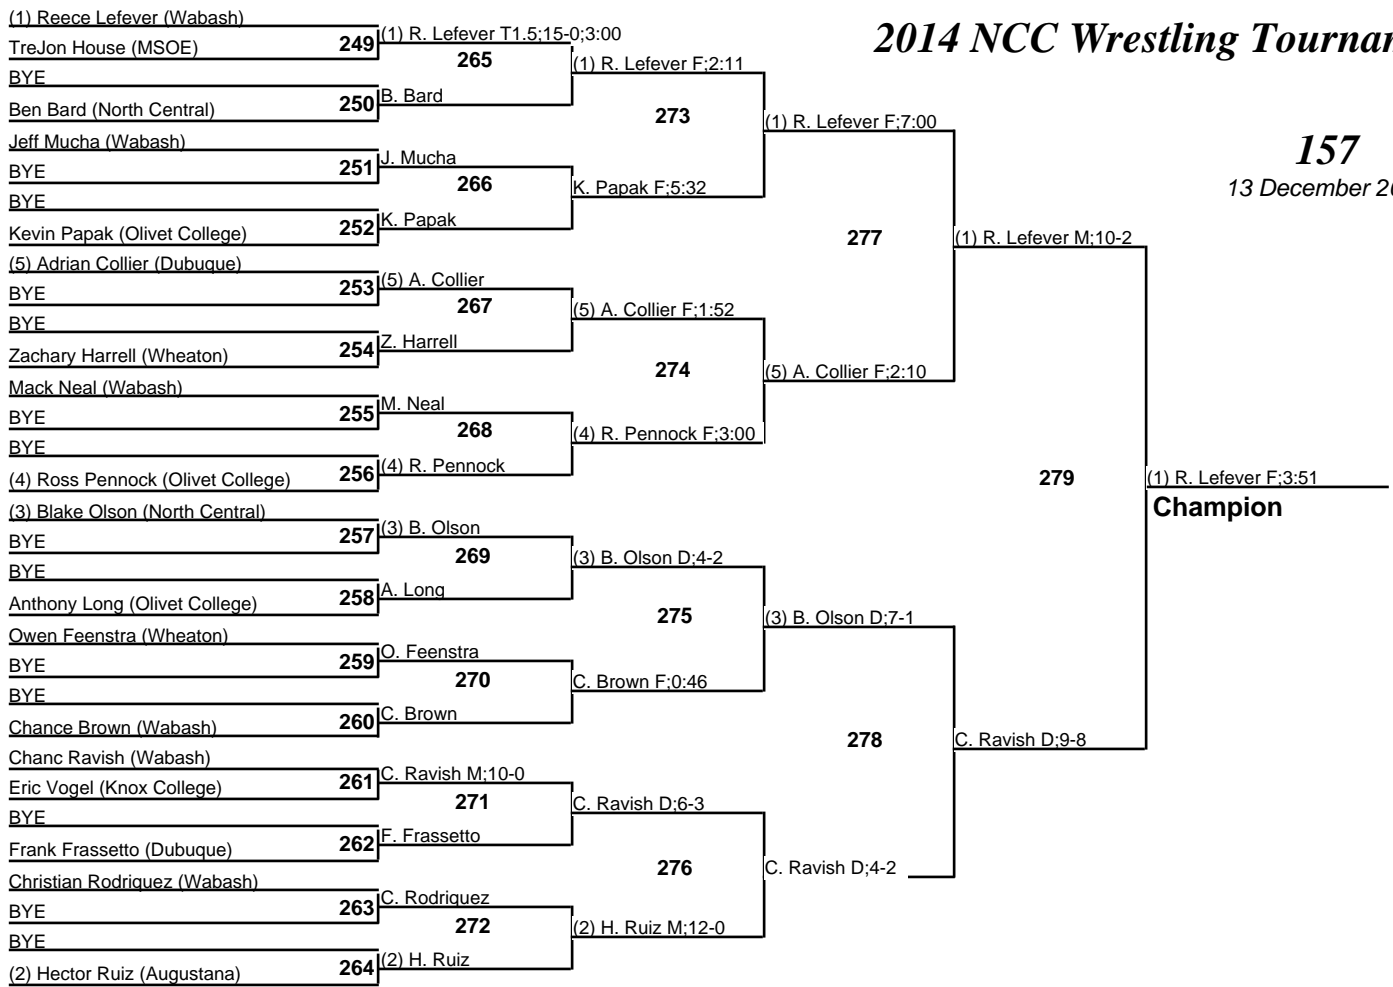 2014 NCC Wrestling Tournam
157
13 December 20
(1) Reece Lefever (Wabash)
TreJon House (MSOE)
BYE
Ben Bard (North Central)
Jeff Mucha (Wabash)
BYE
BYE
Kevin Papak (Olivet College)
(5) Adrian Collier (Dubuque)
BYE
BYE
Zachary Harrell (Wheaton)
Mack Neal (Wabash)
BYE
BYE
(4) Ross Pennock (Olivet College)
(3) Blake Olson (North Central)
BYE
BYE
Anthony Long (Olivet College)
Owen Feenstra (Wheaton)
BYE
BYE
Chance Brown (Wabash)
Chanc Ravish (Wabash)
Eric Vogel (Knox College)
BYE
Frank Frassetto (Dubuque)
Christian Rodriquez (Wabash)
BYE
BYE
(2) Hector Ruiz (Augustana)
249
250
251
252
253
254
255
256
257
258
259
260
261
262
263
264
(1) R. Lefever T1.5;15-0;3:00
265
B. Bard
J. Mucha
266
K. Papak
(5) A. Collier
267
Z. Harrell
M. Neal
268
(4) R. Pennock
(3) B. Olson
269
A. Long
O. Feenstra
270
C. Brown
C. Ravish M;10-0
271
F. Frassetto
C. Rodriquez
272
(2) H. Ruiz
(1) R. Lefever F;2:11
273
K. Papak F;5:32
(5) A. Collier F;1:52
274
(4) R. Pennock F;3:00
(3) B. Olson D;4-2
275
C. Brown F;0:46
C. Ravish D;6-3
276
(2) H. Ruiz M;12-0
(1) R. Lefever F;7:00
277
(5) A. Collier F;2:10
(3) B. Olson D;7-1
278
C. Ravish D;4-2
(1) R. Lefever M;10-2
279
C. Ravish D;9-8
(1) R. Lefever F;3:51
Champion